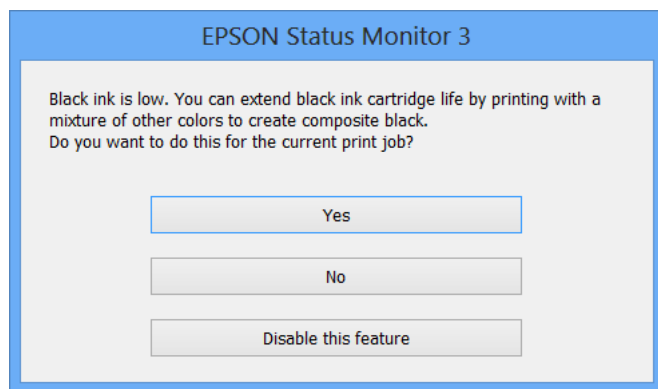 EPSON Status Monitor 3
Black ink is low. You can extend black ink cartridge life by printing with a
mixture of other colors to create composite black.
Do you want to do this for the current print job?
Yes
No
Disable this feature